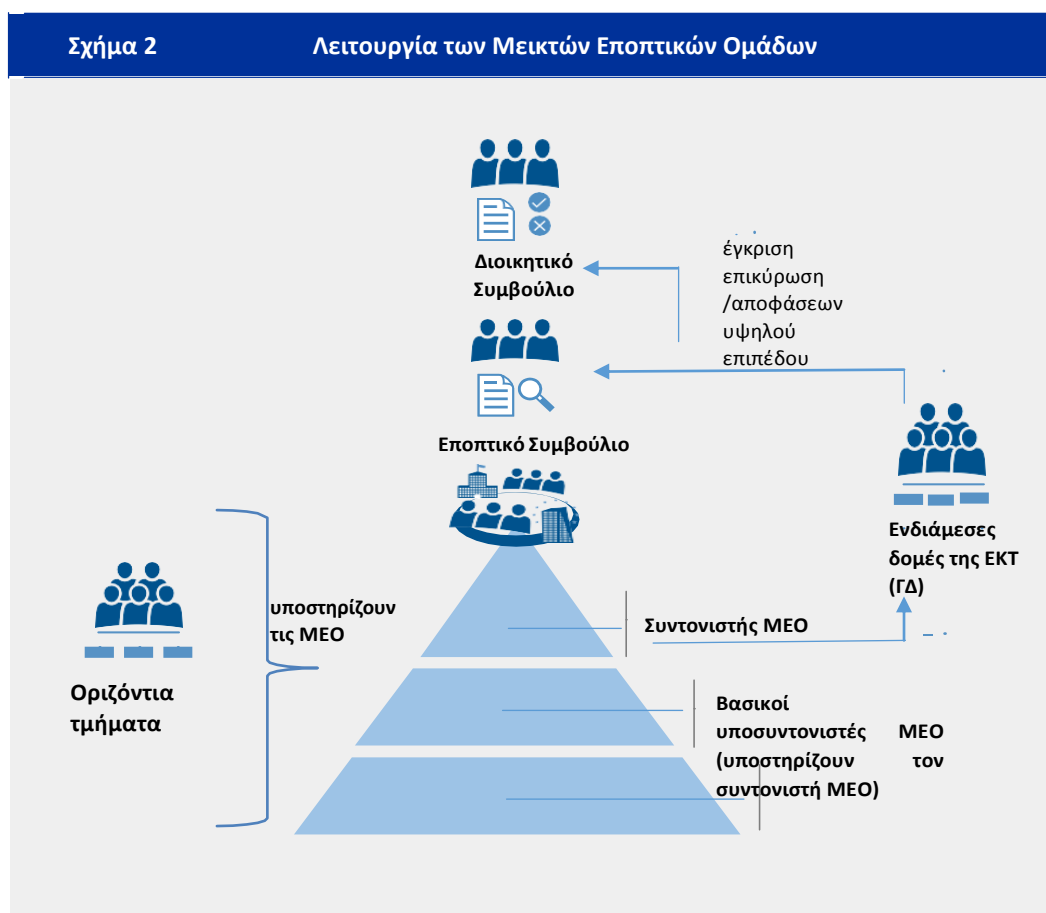 Σχήμα 2 Λειτουργία των Μεικτών Εποπτικών Ομάδων
Διοικητικό
Συμβούλιο
έγκριση
επικύρωση
/αποφάσεων
υψηλού
επιπέδου
Εποπτικό Συμβούλιο
Ενδιάμεσες
δομές της ΕΚΤ
(ΓΔ)
υποστηρίζουν
τις ΜΕΟ
Οριζόντια
τμήματα
Συντονιστής ΜΕΟ
Βασικοί
υποσυντονιστές ΜΕΟ
(υποστηρίζουν τον
συντονιστή ΜΕΟ)